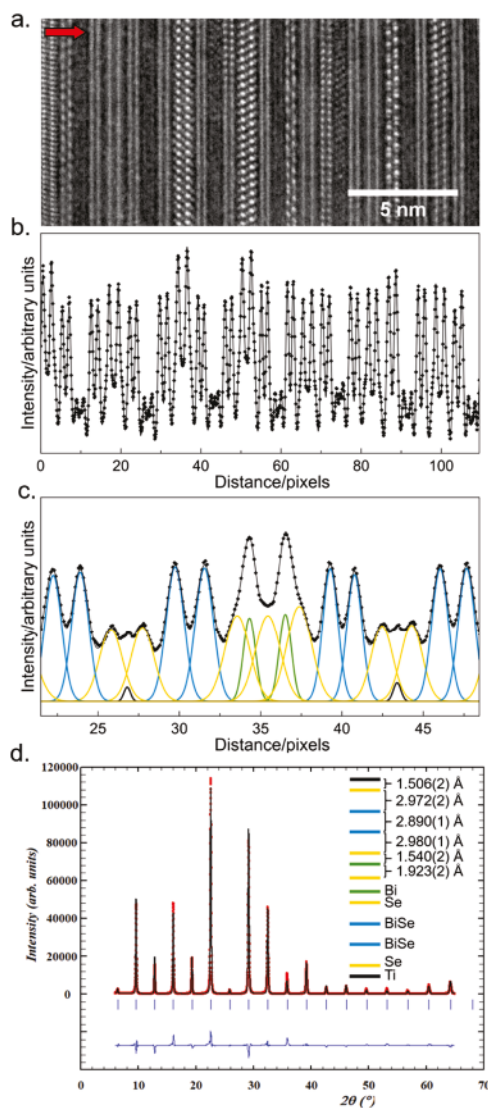 a.
5 nm
b.
Intensity/arbitrary units
0 20 40 60 80 100
Distance/pixels
c.
Intensity/arbitrary units
25 30 35 40 45
Distance/pixels
d.
Intensity (arb. units)
120000
100000
80000
60000
40000
20000
0
1.506(2) Å
2.972(2) Å
2.890(1) Å
2.980(1) Å
1.540(2) Å
1.923(2) Å
Bi
Se
BiSe
BiSe
Se
Ti
0 10 20 30 40 50 60 70
2θ (°)